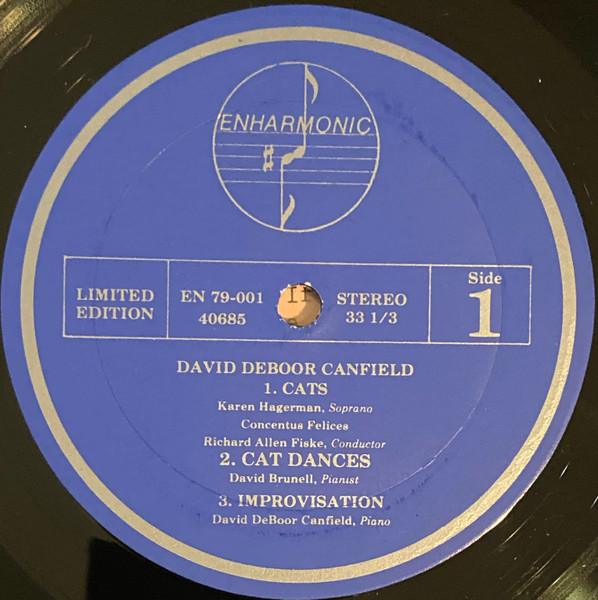 ENHARMONIC
LIMITED
EDITION
EN 79-001
40685
STEREO
33 1/3
Side
1
DAVID DEBOOR CANFIELD
1. CATS
Karen Hagerman, Soprano
Concentus Felices
Richard Allen Fiske, Conductor
2. CAT DANCES
David Brunell, Pianist
3. IMPROVISATION
David DeBoor Canfield, Piano